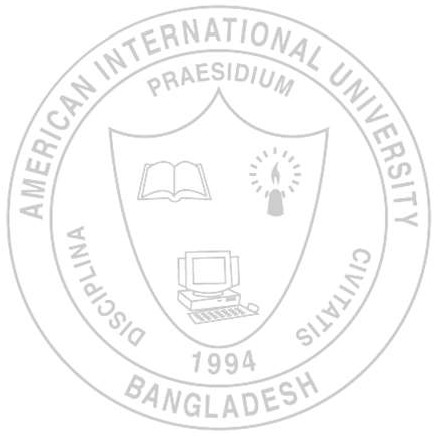 AMERICAN INTERNATIONAL UNIVERSITY
PRAESIDIUM
DISCIPLINA
CIVITATIS
1994
BANGLADESH